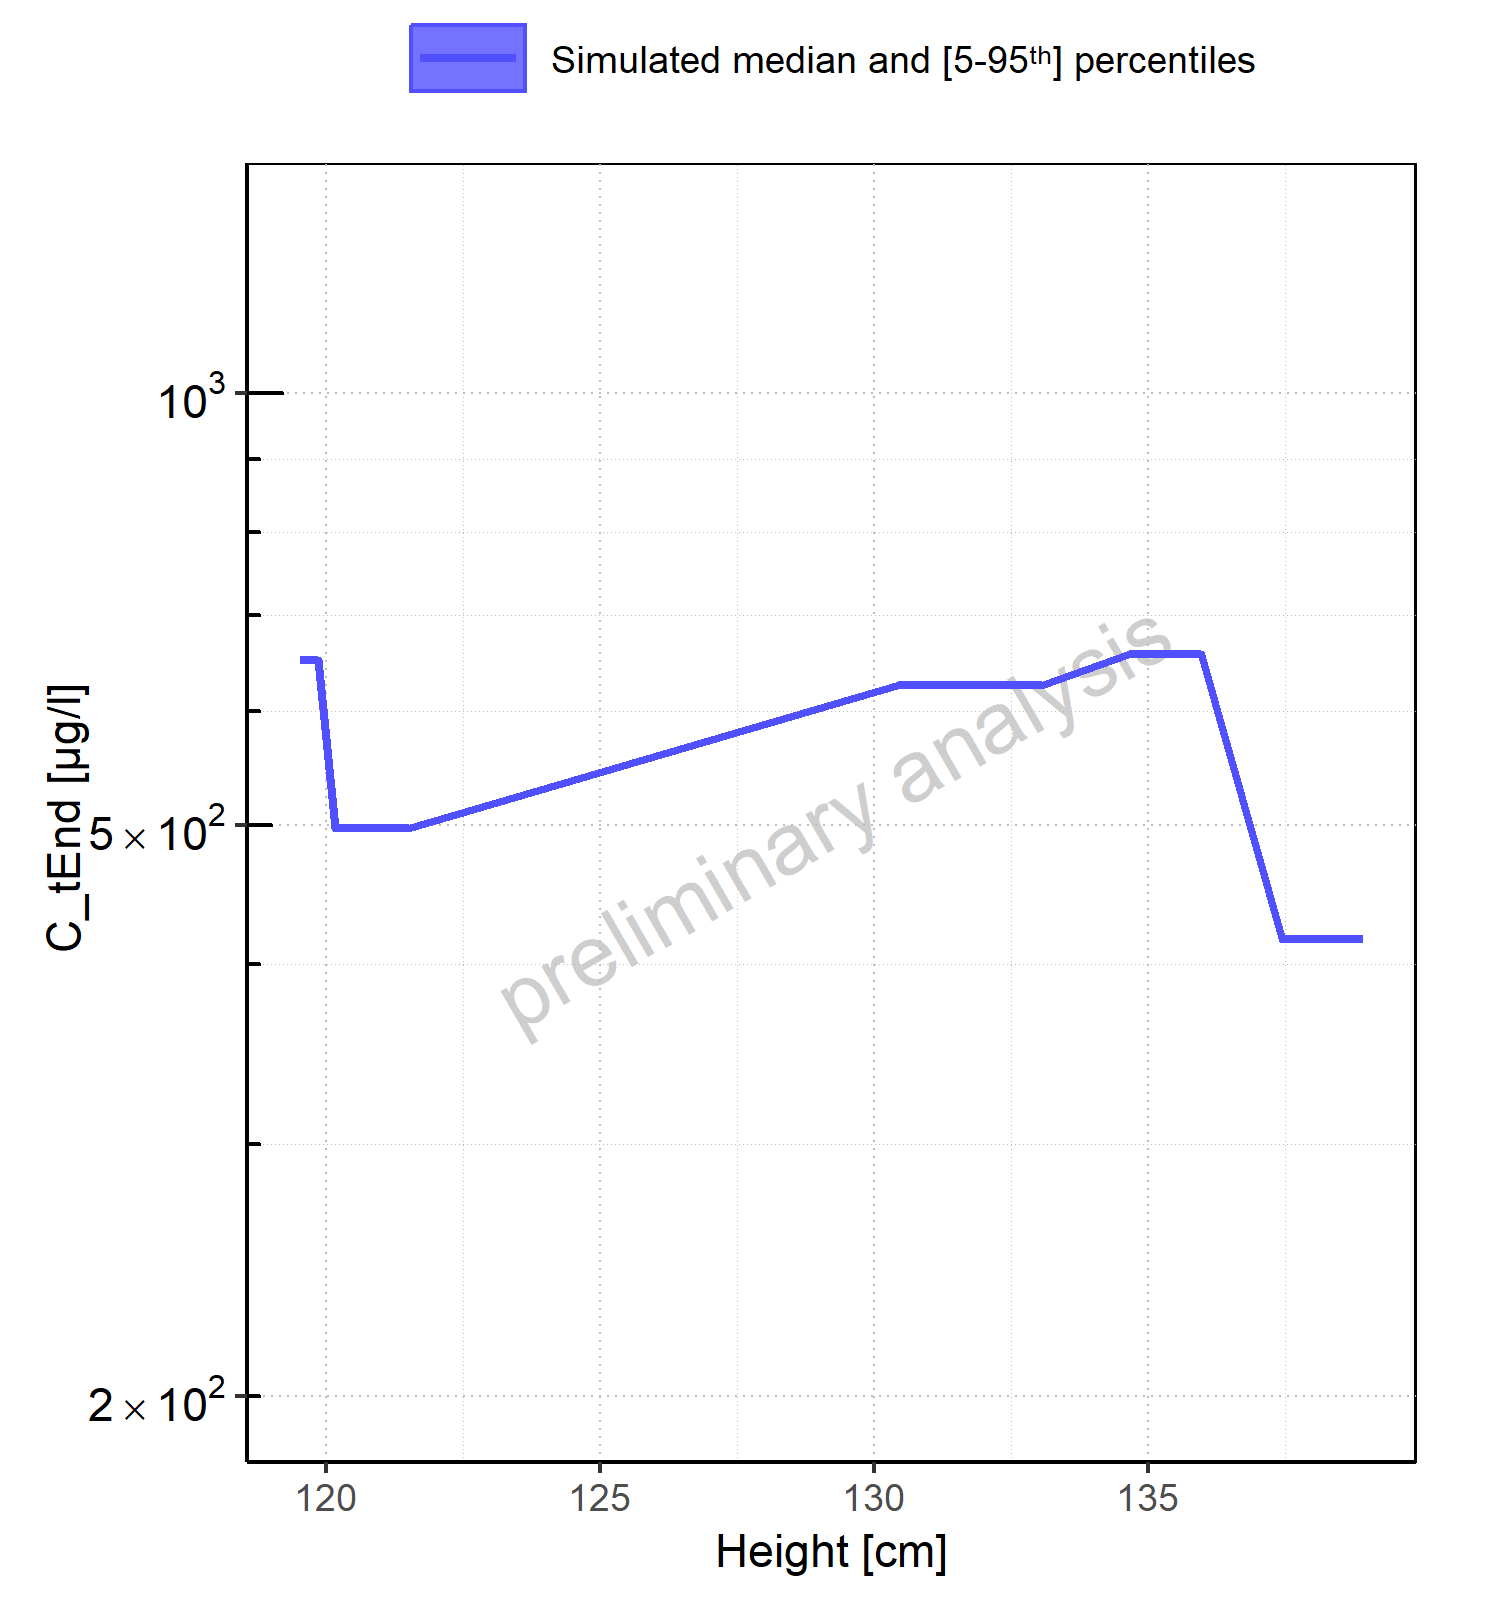 Simulated median and [5-95ᵗʰ] percentiles
10³
5 × 10²
2 × 10²
C_tEnd [µg/l]
preliminary analysis
120 125 130 135
Height [cm]